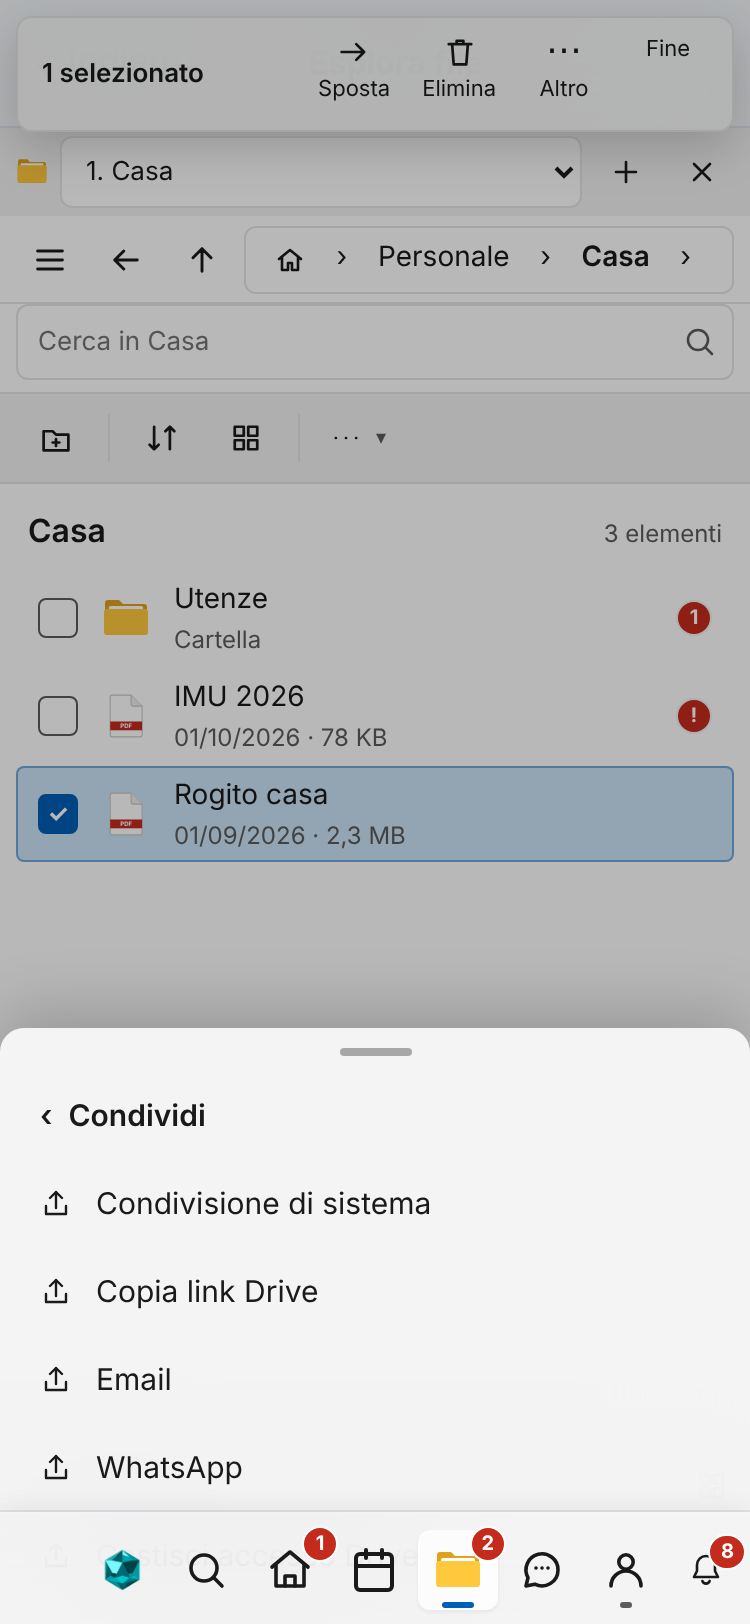 1 selezionato
Sposta
Elimina
Altro
Fine
1. Casa
Personale › Casa ›
Cerca in Casa
Casa
3 elementi
Utenze
Cartella
1
IMU 2026
01/10/2026 · 78 KB
!
Rogito casa
01/09/2026 · 2,3 MB
‹ Condividi
Condivisione di sistema
Copia link Drive
Email
WhatsApp
1
2
8